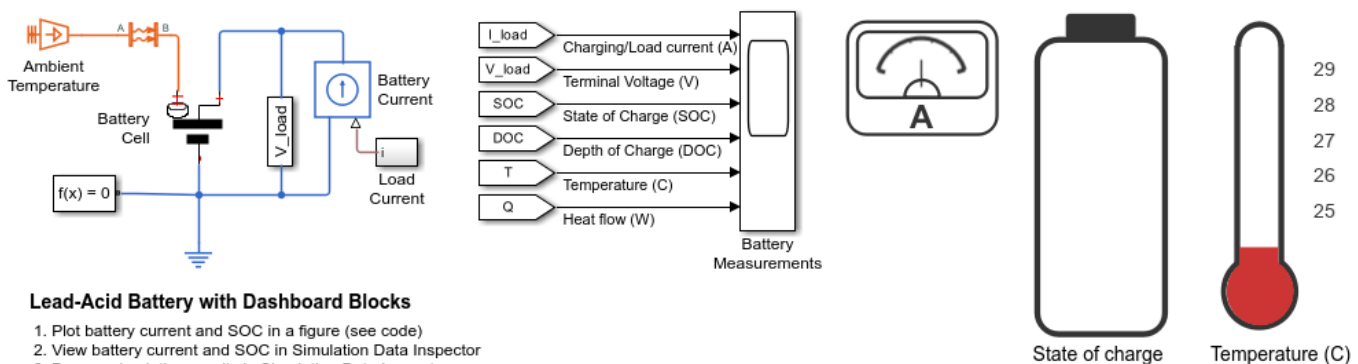 A
B
Ambient
Temperature
Battery
Cell
f(x) = 0
V_load
Battery
Current
i
Load
Current
I_load
Charging/Load current (A)
V_load
Terminal Voltage (V)
SOC
State of Charge (SOC)
DOC
Depth of Charge (DOC)
T
Temperature (C)
Q
Heat flow (W)
Battery
Measurements
A
29
28
27
26
25
State of charge
Temperature (C)
Lead-Acid Battery with Dashboard Blocks
1. Plot battery current and SOC in a figure (see code)
2. View battery current and SOC in Simulation Data Inspector